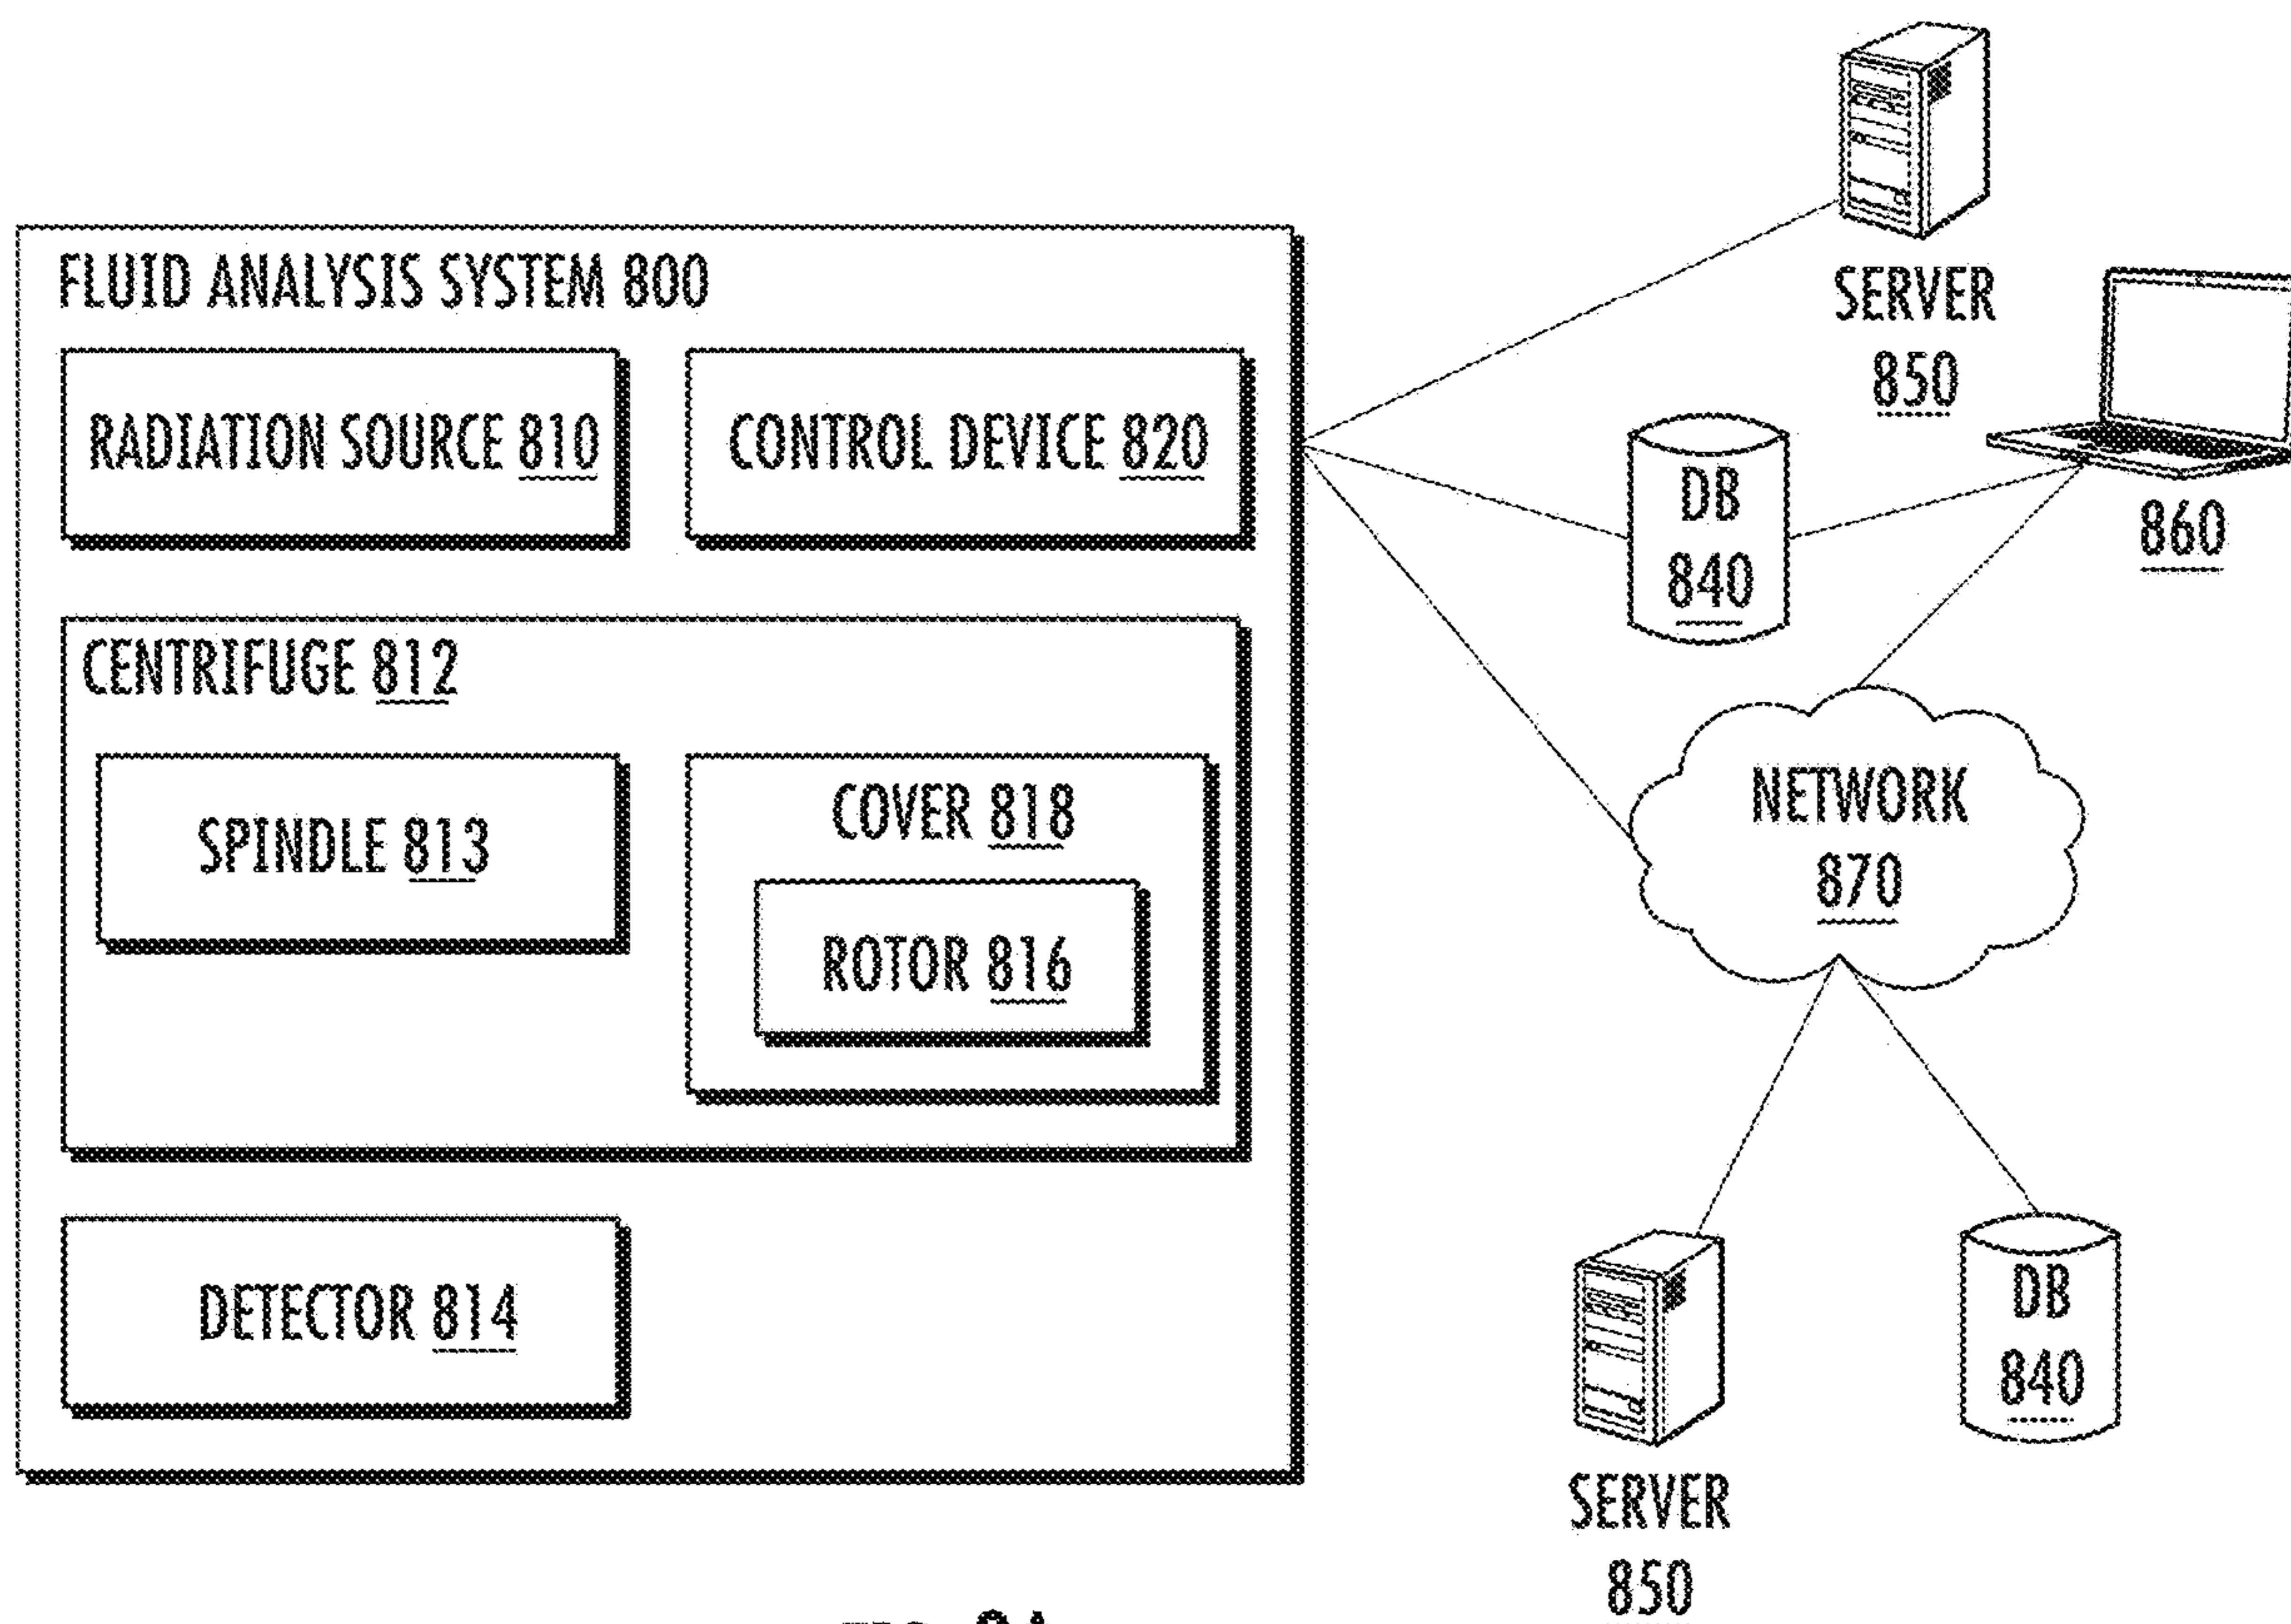 FLUID ANALYSIS SYSTEM 800
RADIATION SOURCE 810
CONTROL DEVICE 820
CENTRIFUGE 812
SPINDLE 813
COVER 818
ROTOR 816
DETECTOR 814
SERVER
850
DB
840
860
NETWORK
870
SERVER
850
DB
840